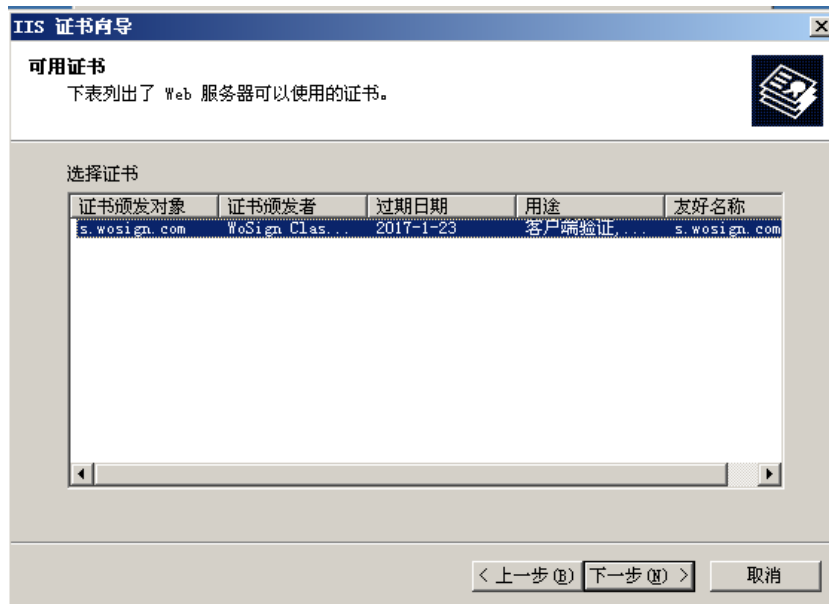 IIS 证书向导
可用证书
下表列出了 Web 服务器可以使用的证书。
选择证书
证书颁发对象 证书颁发者 过期日期 用途 友好名称
s.wosign.com WoSign Clas... 2017-1-23 客户端验证,... s.wosign.com
< 上一步(B) 下一步(N) > 取消